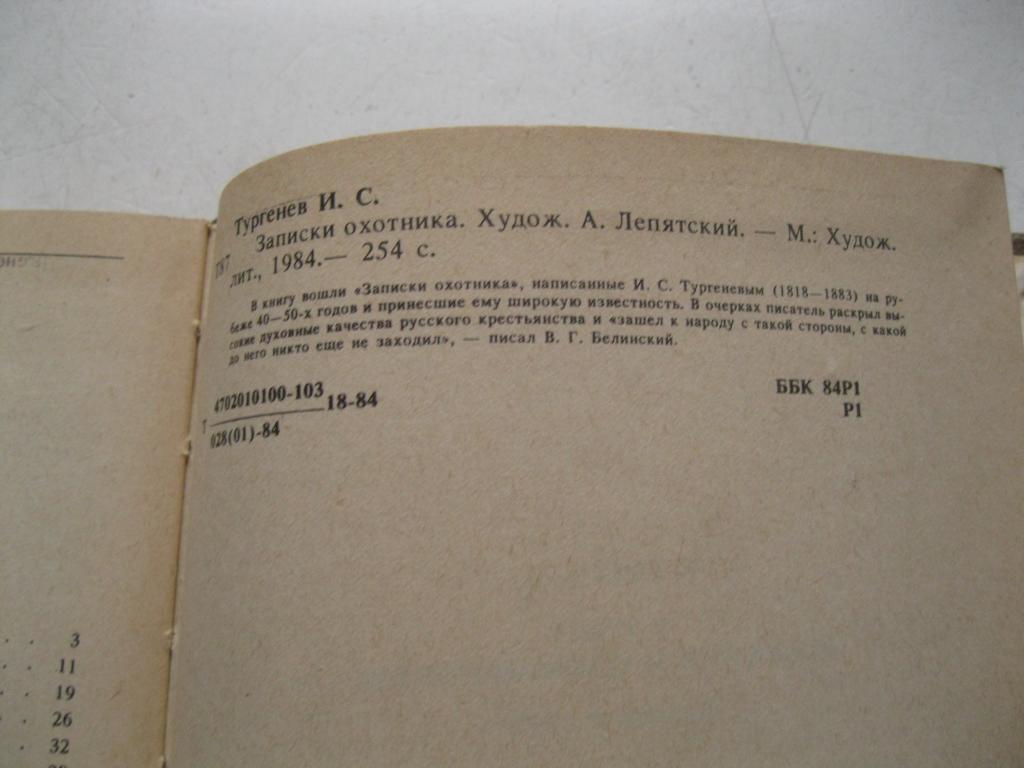 Тургенев И. С.
Т87 Записки охотника. Худож. А. Лепятский. — М.: Худож.
лит., 1984.— 254 с.
В книгу вошли «Записки охотника», написанные И. С. Тургеневым (1818—1883) на ру-
беже 40—50-х годов и принесшие ему широкую известность. В очерках писатель раскрыл вы-
сокие духовные качества русского крестьянства и «зашел к народу с такой стороны, с какой
до него никто еще не заходил», — писал В. Г. Белинский.
Т 4702010100-103 18-84
028(01)-84
ББК 84Р1
Р1
. . 3
. . 11
. . 19
. . 26
. 32